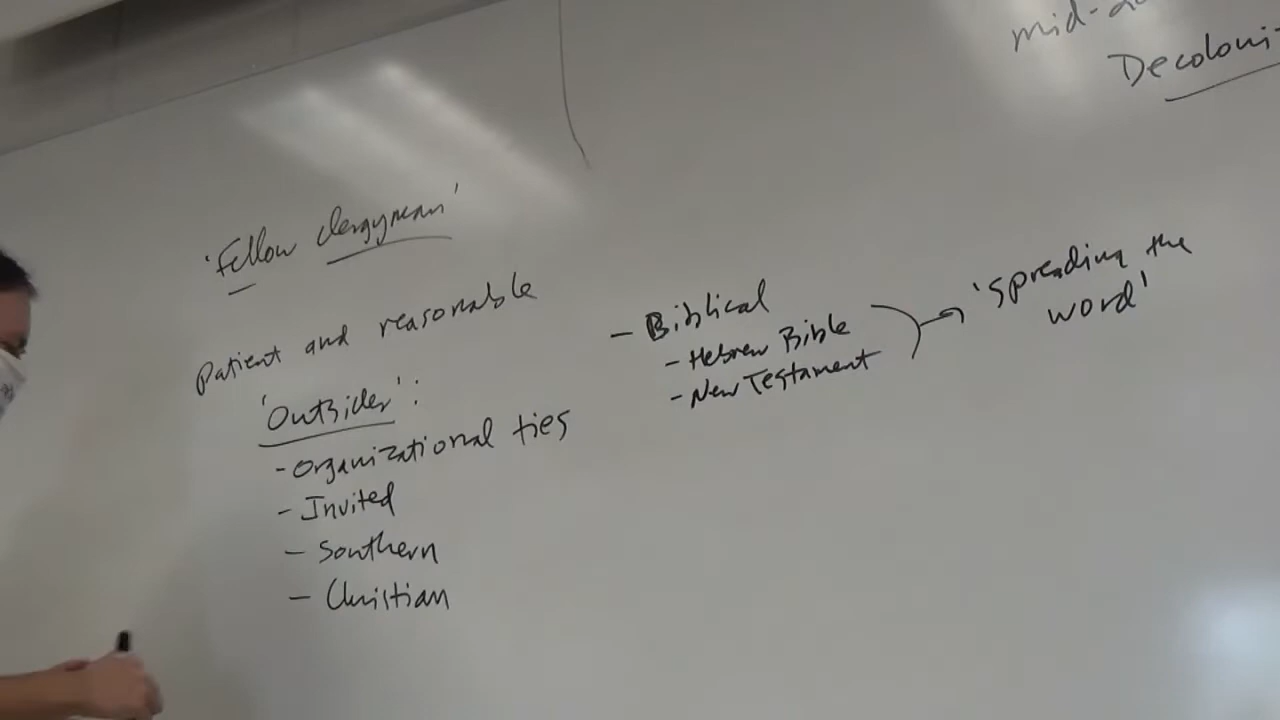 'Fellow clergyman'
Patient and reasonable
'Outsider':
- Organizational ties
- Invited
- Southern
- Christian
- Biblical
- Hebrew Bible
- New Testament
'spreading the
word'
mid-
Decoloni-